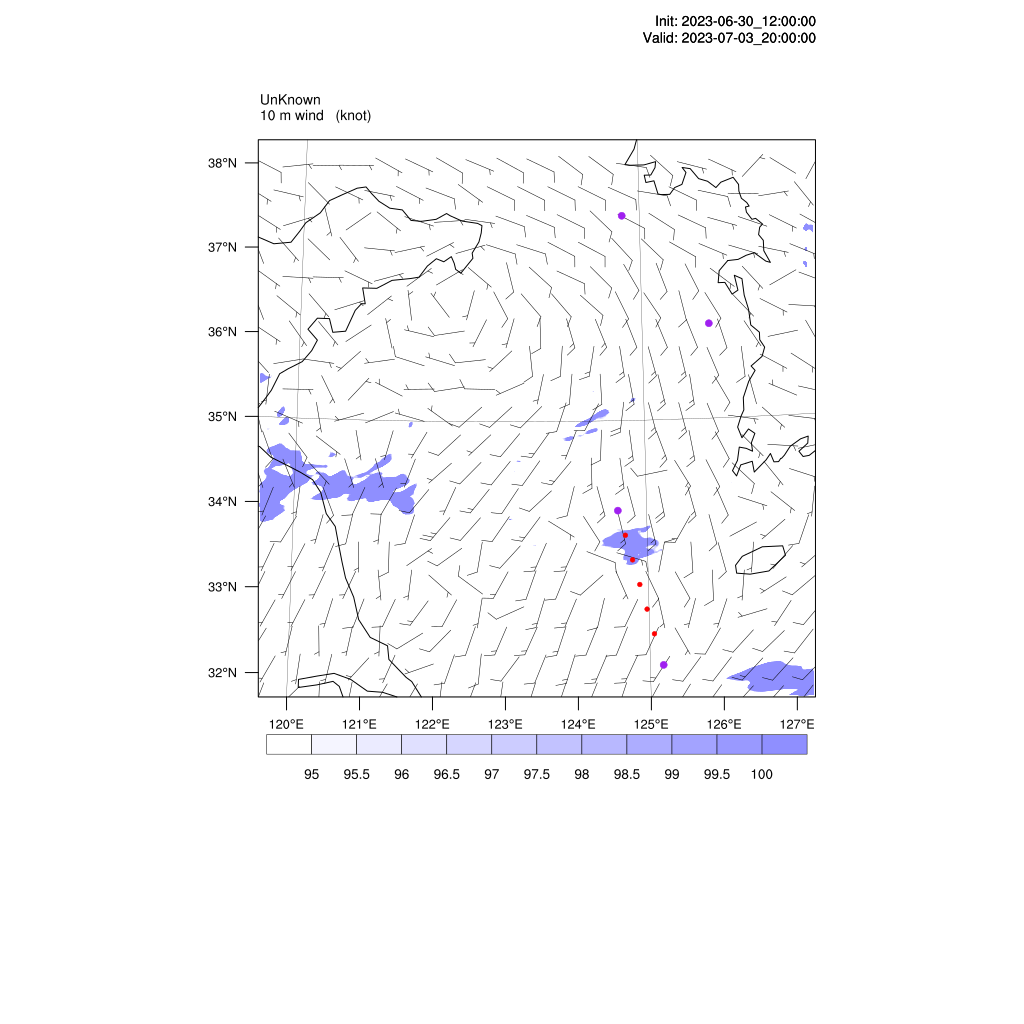 Init: 2023-06-30_12:00:00
Valid: 2023-07-03_20:00:00
UnKnown
10 m wind (knot)
38°N
37°N
36°N
35°N
34°N
33°N
32°N
120°E 121°E 122°E 123°E 124°E 125°E 126°E 127°E
95 95.5 96 96.5 97 97.5 98 98.5 99 99.5 100